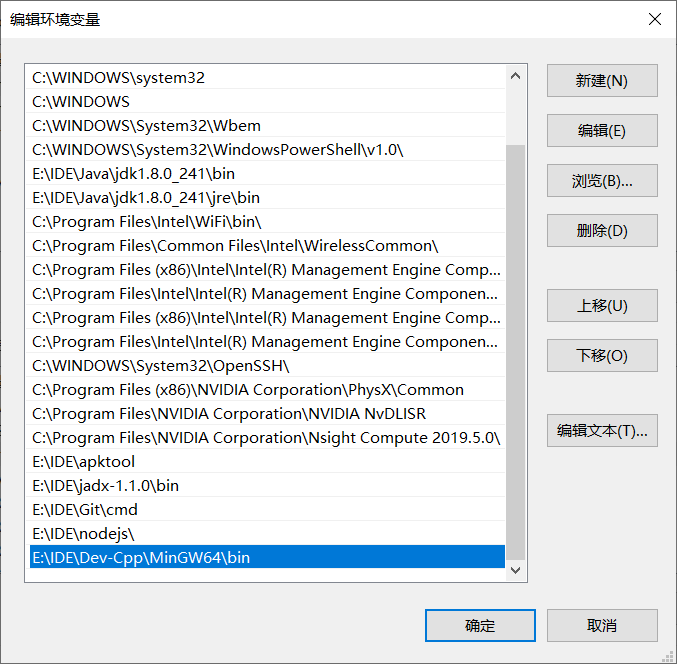 编辑环境变量
C:\WINDOWS\system32
C:\WINDOWS
C:\WINDOWS\System32\Wbem
C:\WINDOWS\System32\WindowsPowerShell\v1.0\
E:\IDE\Java\jdk1.8.0_241\bin
E:\IDE\Java\jdk1.8.0_241\jre\bin
C:\Program Files\Intel\WiFi\bin\
C:\Program Files\Common Files\Intel\WirelessCommon\
C:\Program Files (x86)\Intel\Intel(R) Management Engine Comp...
C:\Program Files\Intel\Intel(R) Management Engine Componen...
C:\Program Files (x86)\Intel\Intel(R) Management Engine Comp...
C:\Program Files\Intel\Intel(R) Management Engine Componen...
C:\WINDOWS\System32\OpenSSH\
C:\Program Files (x86)\NVIDIA Corporation\PhysX\Common
C:\Program Files\NVIDIA Corporation\NVIDIA NvDLISR
C:\Program Files\NVIDIA Corporation\Nsight Compute 2019.5.0\
E:\IDE\apktool
E:\IDE\jadx-1.1.0\bin
E:\IDE\Git\cmd
E:\IDE\nodejs\
E:\IDE\Dev-Cpp\MinGW64\bin
新建(N)
编辑(E)
浏览(B)...
删除(D)
上移(U)
下移(O)
编辑文本(T)...
确定
取消